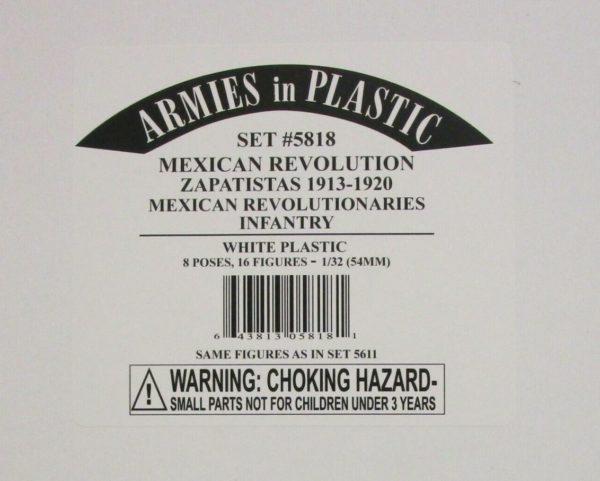 ARMIES in PLASTIC
SET #5818
MEXICAN REVOLUTION
ZAPATISTAS 1913-1920
MEXICAN REVOLUTIONARIES
INFANTRY
WHITE PLASTIC
8 POSES, 16 FIGURES - 1/32 (54MM)
6 43813 05818 1
SAME FIGURES AS IN SET 5611
WARNING: CHOKING HAZARD-
SMALL PARTS NOT FOR CHILDREN UNDER 3 YEARS